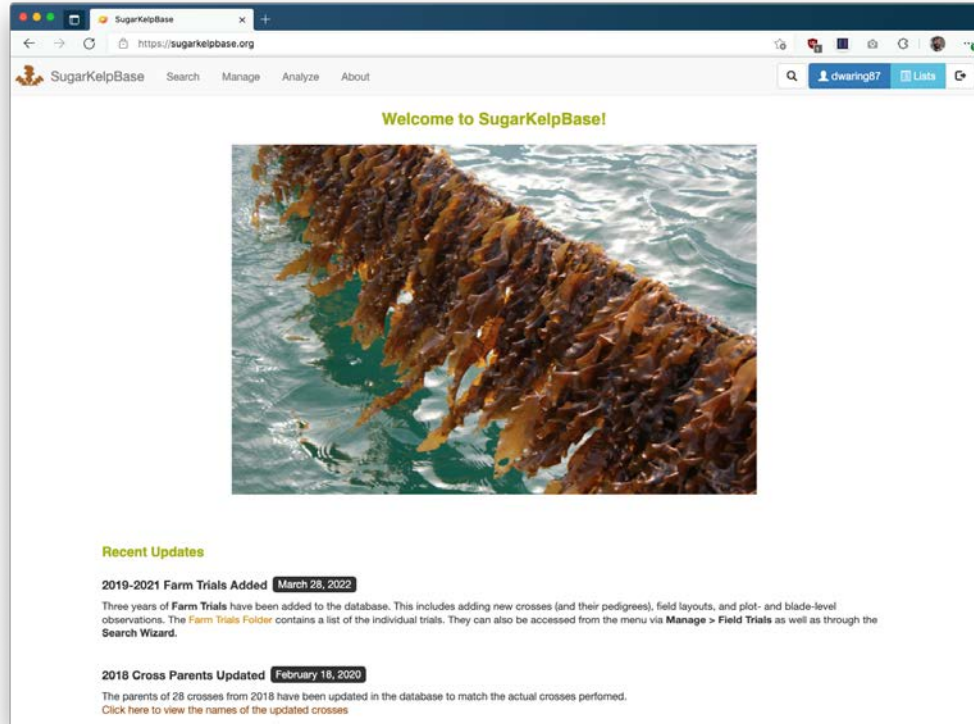 SugarKelpBase
https://sugarkelpbase.org
SugarKelpBase Search Manage Analyze About dwaring87 Lists
Welcome to SugarKelpBase!
Recent Updates
2019-2021 Farm Trials Added March 28, 2022
Three years of Farm Trials have been added to the database. This includes adding new crosses (and their pedigrees), field layouts, and plot- and blade-level
observations. The Farm Trials Folder contains a list of the individual trials. They can also be accessed from the menu via Manage > Field Trials as well as through the
Search Wizard.
2018 Cross Parents Updated February 18, 2020
The parents of 28 crosses from 2018 have been updated in the database to match the actual crosses perfomed.
Click here to view the names of the updated crosses